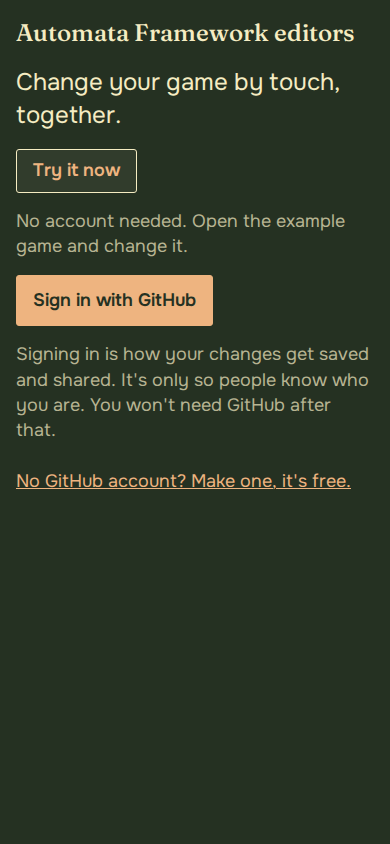 Automata Framework editors
Change your game by touch,
together.
Try it now
No account needed. Open the example
game and change it.
Sign in with GitHub
Signing in is how your changes get saved
and shared. It's only so people know who
you are. You won't need GitHub after
that.
No GitHub account? Make one, it's free.